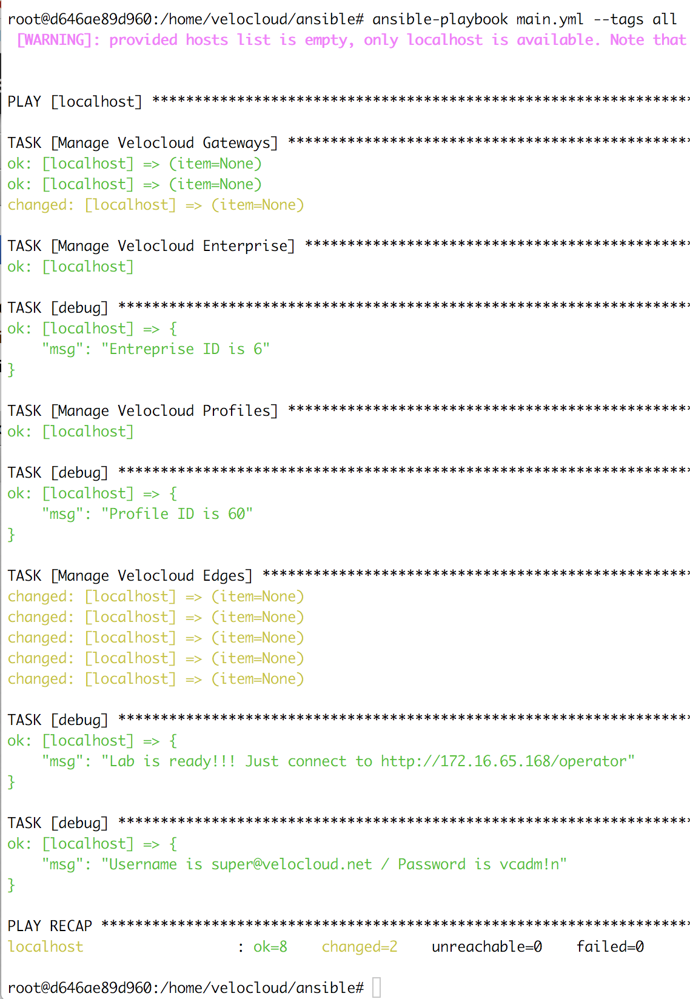 root@d646ae89d960:/home/velocloud/ansible# ansible-playbook main.yml --tags all
[WARNING]: provided hosts list is empty, only localhost is available. Note that
PLAY [localhost] ***************************************************************
TASK [Manage Velocloud Gateways] ***********************************************
ok: [localhost] => (item=None)
ok: [localhost] => (item=None)
changed: [localhost] => (item=None)
TASK [Manage Velocloud Enterprise] *********************************************
ok: [localhost]
TASK [debug] *******************************************************************
ok: [localhost] => {
    "msg": "Entreprise ID is 6"
}
TASK [Manage Velocloud Profiles] ***********************************************
ok: [localhost]
TASK [debug] *******************************************************************
ok: [localhost] => {
    "msg": "Profile ID is 60"
}
TASK [Manage Velocloud Edges] **************************************************
changed: [localhost] => (item=None)
changed: [localhost] => (item=None)
changed: [localhost] => (item=None)
changed: [localhost] => (item=None)
changed: [localhost] => (item=None)
TASK [debug] *******************************************************************
ok: [localhost] => {
    "msg": "Lab is ready!!! Just connect to http://172.16.65.168/operator"
}
TASK [debug] *******************************************************************
ok: [localhost] => {
    "msg": "Username is super@velocloud.net / Password is vcadm!n"
}
PLAY RECAP *********************************************************************
localhost                  : ok=8    changed=2    unreachable=0    failed=0
root@d646ae89d960:/home/velocloud/ansible#